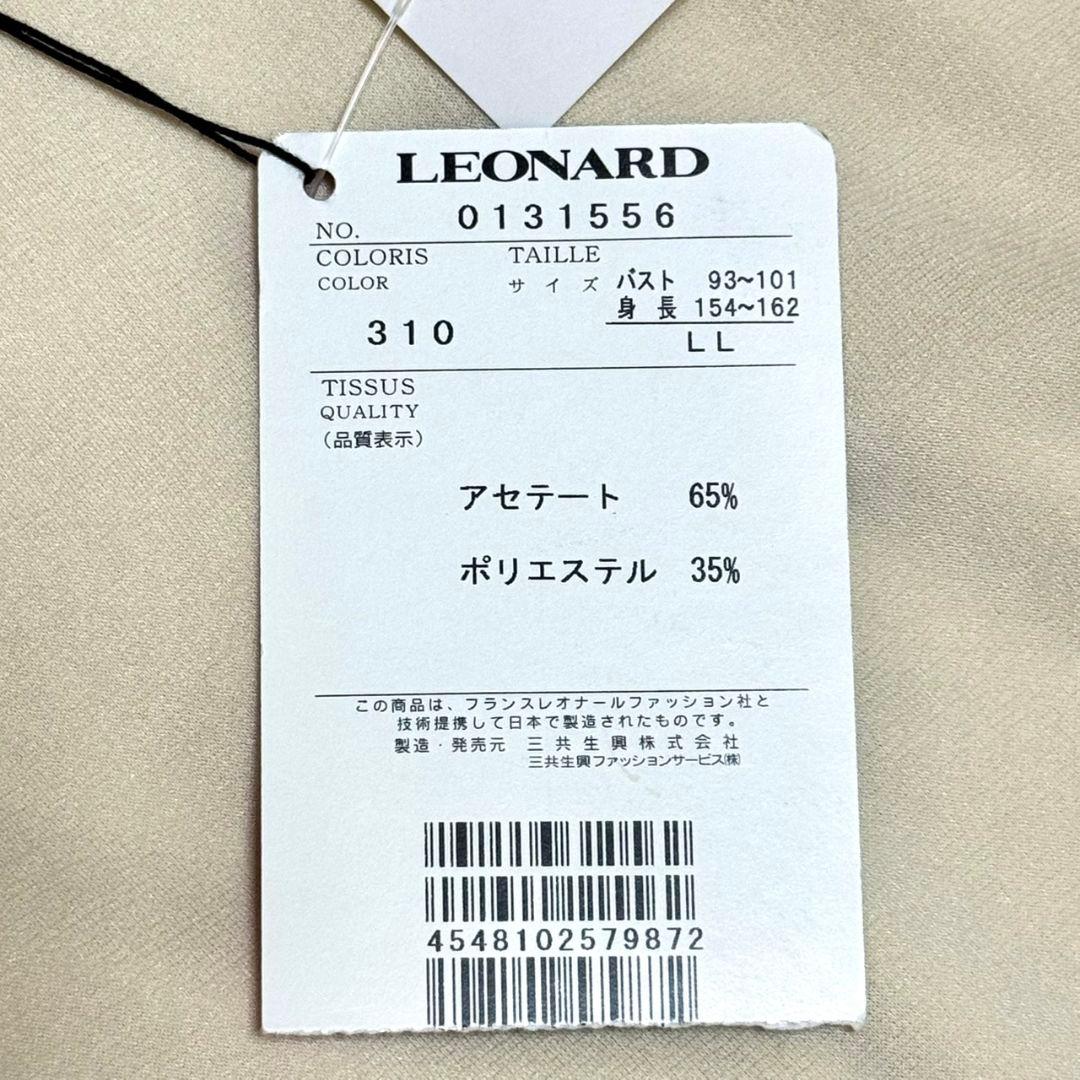 LEONARD
NO. 0131556
COLORIS TAILLE
COLOR サイズ バスト 93~101
身長 154~162
310 LL
TISSUS
QUALITY
(品質表示)
アセテート 65%
ポリエステル 35%
この商品は、フランスレオナールファッション社と
技術提携して日本で製造されたものです。
製造・発売元 三共生興株式会社
三共生興ファッションサービス㈱
4548102579872